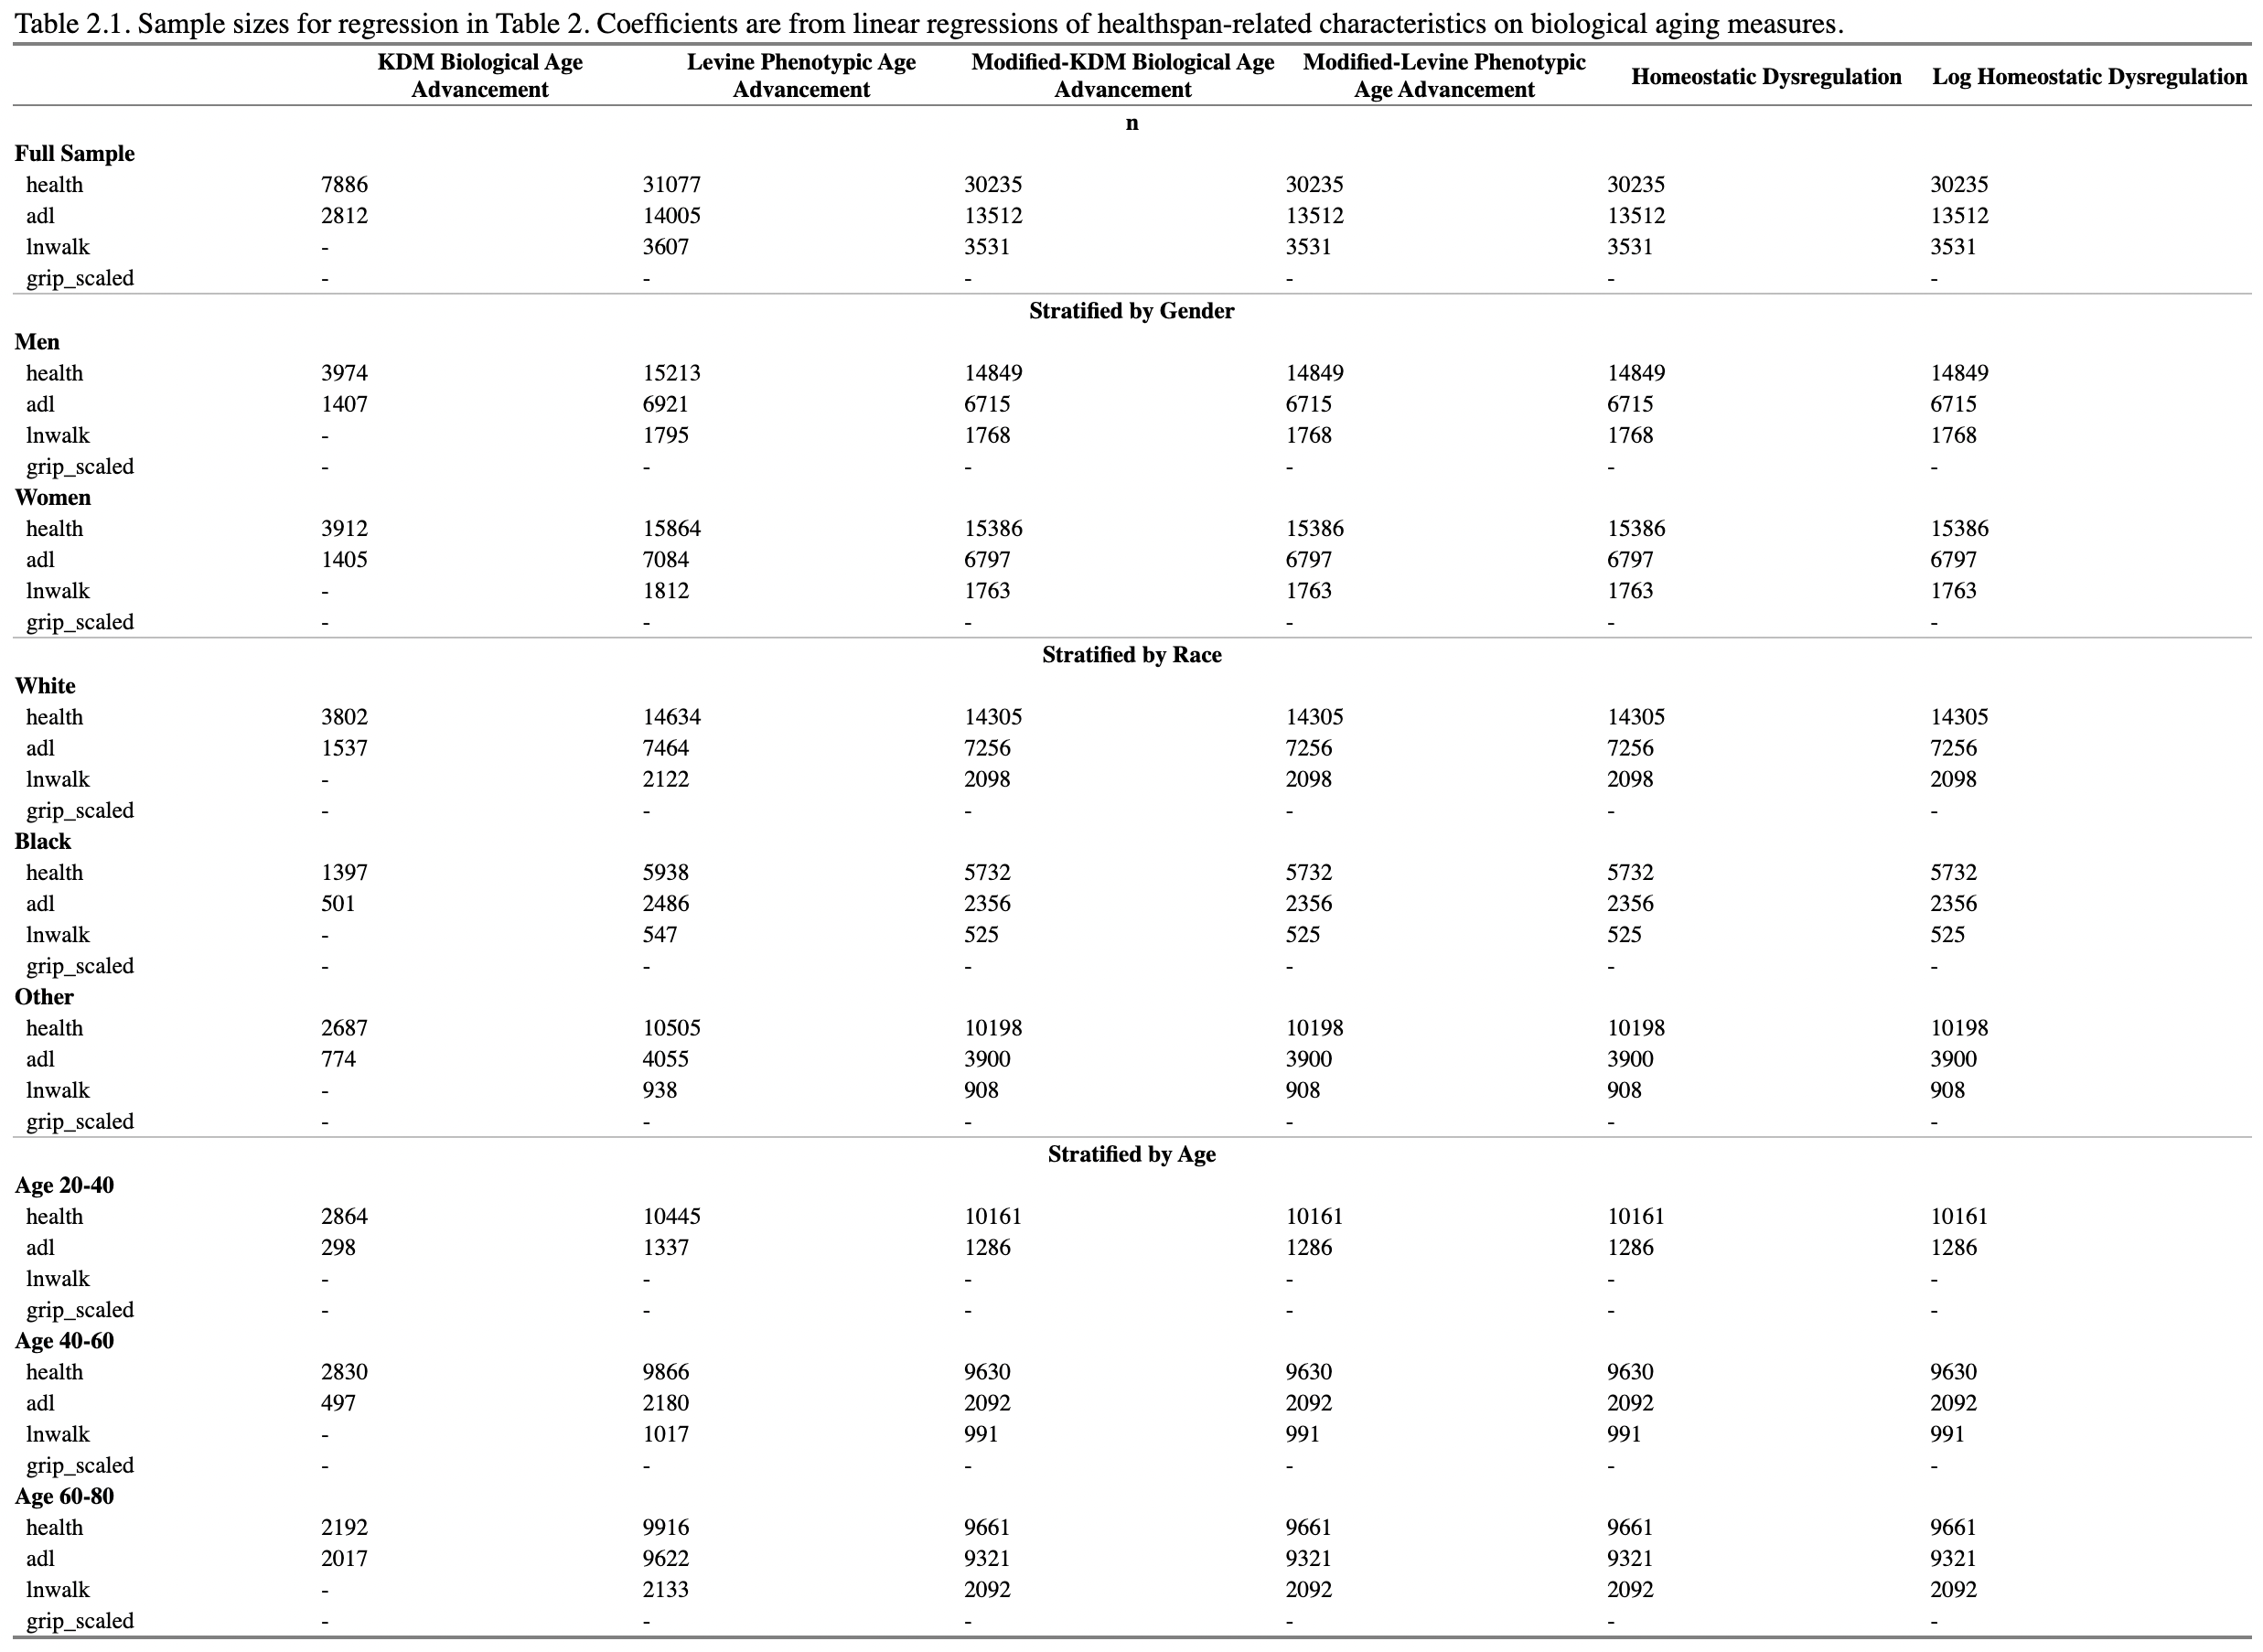 Table 2.1. Sample sizes for regression in Table 2. Coefficients are from linear regressions of healthspan-related characteristics on biological aging measures.
KDM Biological Age Advancement Levine Phenotypic Age Advancement Modified-KDM Biological Age Advancement Modified-Levine Phenotypic Age Advancement Homeostatic Dysregulation Log Homeostatic Dysregulation
n
Full Sample
health 7886 31077 30235 30235 30235 30235
adl 2812 14005 13512 13512 13512 13512
lnwalk - 3607 3531 3531 3531 3531
grip_scaled - - - - - -
Stratified by Gender
Men
health 3974 15213 14849 14849 14849 14849
adl 1407 6921 6715 6715 6715 6715
lnwalk - 1795 1768 1768 1768 1768
grip_scaled - - - - - -
Women
health 3912 15864 15386 15386 15386 15386
adl 1405 7084 6797 6797 6797 6797
lnwalk - 1812 1763 1763 1763 1763
grip_scaled - - - - - -
Stratified by Race
White
health 3802 14634 14305 14305 14305 14305
adl 1537 7464 7256 7256 7256 7256
lnwalk - 2122 2098 2098 2098 2098
grip_scaled - - - - - -
Black
health 1397 5938 5732 5732 5732 5732
adl 501 2486 2356 2356 2356 2356
lnwalk - 547 525 525 525 525
grip_scaled - - - - - -
Other
health 2687 10505 10198 10198 10198 10198
adl 774 4055 3900 3900 3900 3900
lnwalk - 938 908 908 908 908
grip_scaled - - - - - -
Stratified by Age
Age 20-40
health 2864 10445 10161 10161 10161 10161
adl 298 1337 1286 1286 1286 1286
lnwalk - - - - - -
grip_scaled - - - - - -
Age 40-60
health 2830 9866 9630 9630 9630 9630
adl 497 2180 2092 2092 2092 2092
lnwalk - 1017 991 991 991 991
grip_scaled - - - - - -
Age 60-80
health 2192 9916 9661 9661 9661 9661
adl 2017 9622 9321 9321 9321 9321
lnwalk - 2133 2092 2092 2092 2092
grip_scaled - - - - - -